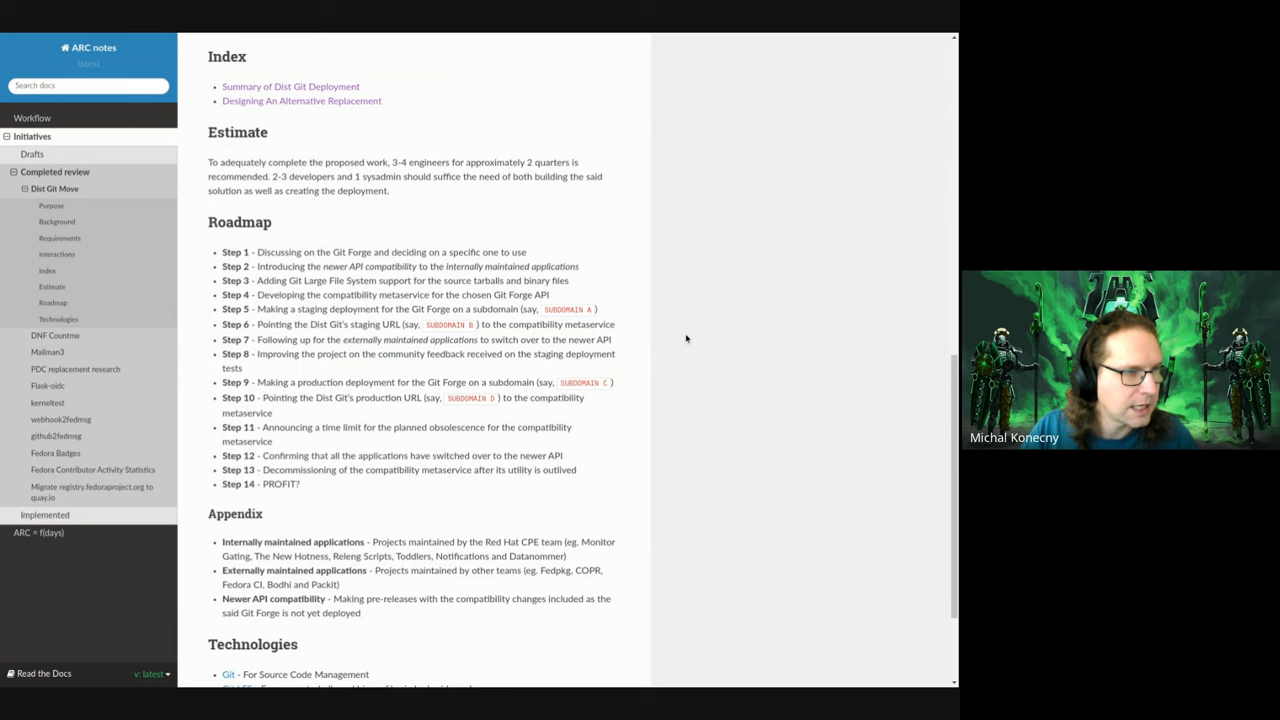 ARC notes
latest
Search docs
Workflow
Initiatives
Drafts
Completed review
Dist Git Move
Purpose
Background
Requirements
Interactions
Index
Estimate
Roadmap
Technologies
DNF Countme
Mailman3
PDC replacement research
Flask-oidc
kerneltest
webhook2fedmsg
github2fedmsg
Fedora Badges
Fedora Contributor Activity Statistics
Migrate registry.fedoraproject.org to
quay.io
Implemented
ARC = f(days)
Read the Docs
v: latest
Index
Summary of Dist Git Deployment
Designing An Alternative Replacement
Estimate
To adequately complete the proposed work, 3-4 engineers for approximately 2 quarters is
recommended. 2-3 developers and 1 sysadmin should suffice the need of both building the said
solution as well as creating the deployment.
Roadmap
Step 1 - Discussing on the Git Forge and deciding on a specific one to use
Step 2 - Introducing the newer API compatibility to the internally maintained applications
Step 3 - Adding Git Large File System support for the source tarballs and binary files
Step 4 - Developing the compatibility metaservice for the chosen Git Forge API
Step 5 - Making a staging deployment for the Git Forge on a subdomain (say, SUBDOMAIN A )
Step 6 - Pointing the Dist Git's staging URL (say, SUBDOMAIN B ) to the compatibility metaservice
Step 7 - Following up for the externally maintained applications to switch over to the newer API
Step 8 - Improving the project on the community feedback received on the staging deployment
tests
Step 9 - Making a production deployment for the Git Forge on a subdomain (say, SUBDOMAIN C )
Step 10 - Pointing the Dist Git's production URL (say, SUBDOMAIN D ) to the compatibility
metaservice
Step 11 - Announcing a time limit for the planned obsolescence for the compatibility
metaservice
Step 12 - Confirming that all the applications have switched over to the newer API
Step 13 - Decommissioning of the compatibility metaservice after its utility is outlived
Step 14 - PROFIT?
Appendix
Internally maintained applications - Projects maintained by the Red Hat CPE team (eg. Monitor
Gating, The New Hotness, Releng Scripts, Toddlers, Notifications and Datanommer)
Externally maintained applications - Projects maintained by other teams (eg. Fedpkg, COPR,
Fedora CI, Bodhi and Packit)
Newer API compatibility - Making pre-releases with the compatibility changes included as the
said Git Forge is not yet deployed
Technologies
Git - For Source Code Management
Michal Konecny